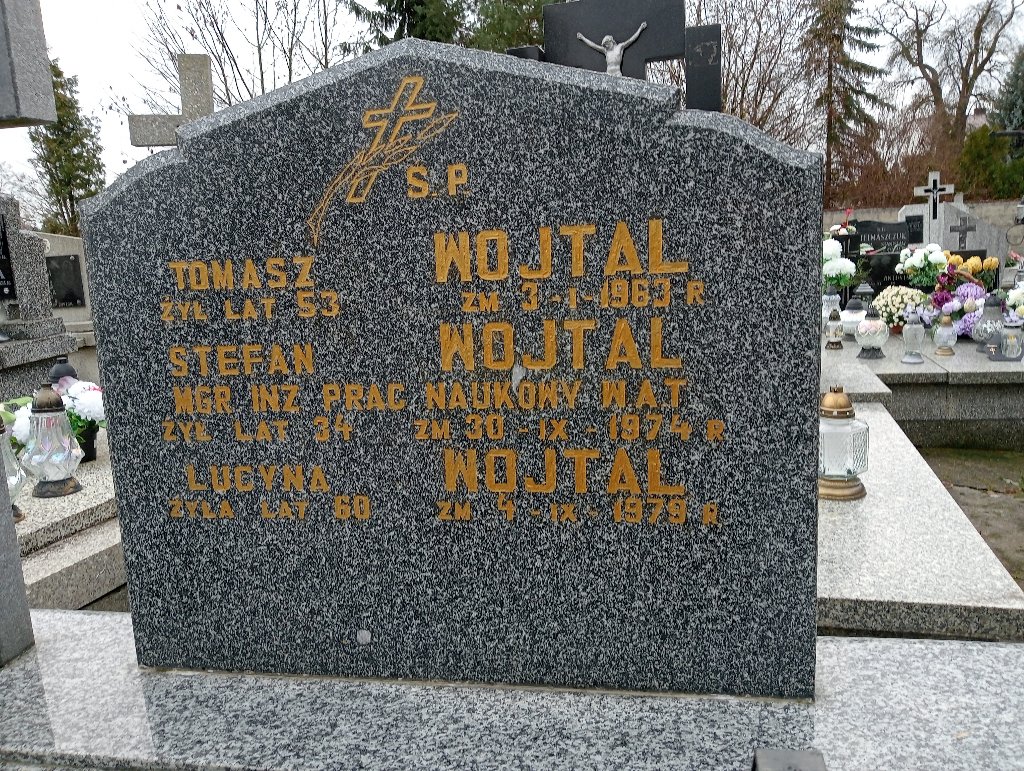 S.P.
TOMASZ WOJTAL
ŻYŁ LAT 53 ZM 3-I-1963 R
STEFAN WOJTAL
MGR INŻ PRAC NAUKOWY W.A.T
ŻYŁ LAT 34 ZM 30-IX-1974 R
LUCYNA WOJTAL
ŻYŁA LAT 60 ZM 4-IX-1979 R